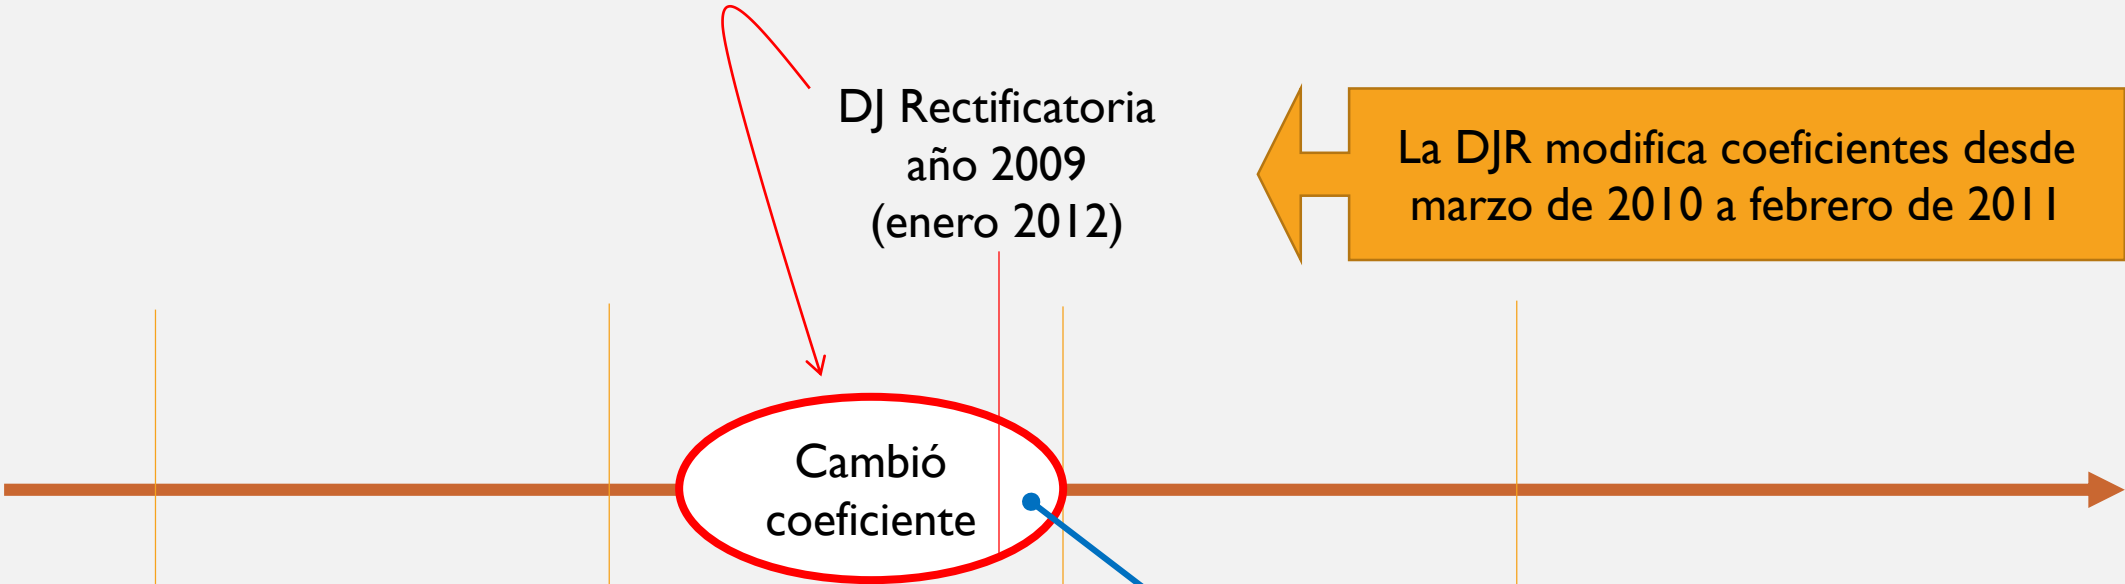 DJ Rectificatoria
año 2009
(enero 2012)
La DJR modifica coeficientes desde
marzo de 2010 a febrero de 2011
Cambió
coeficiente